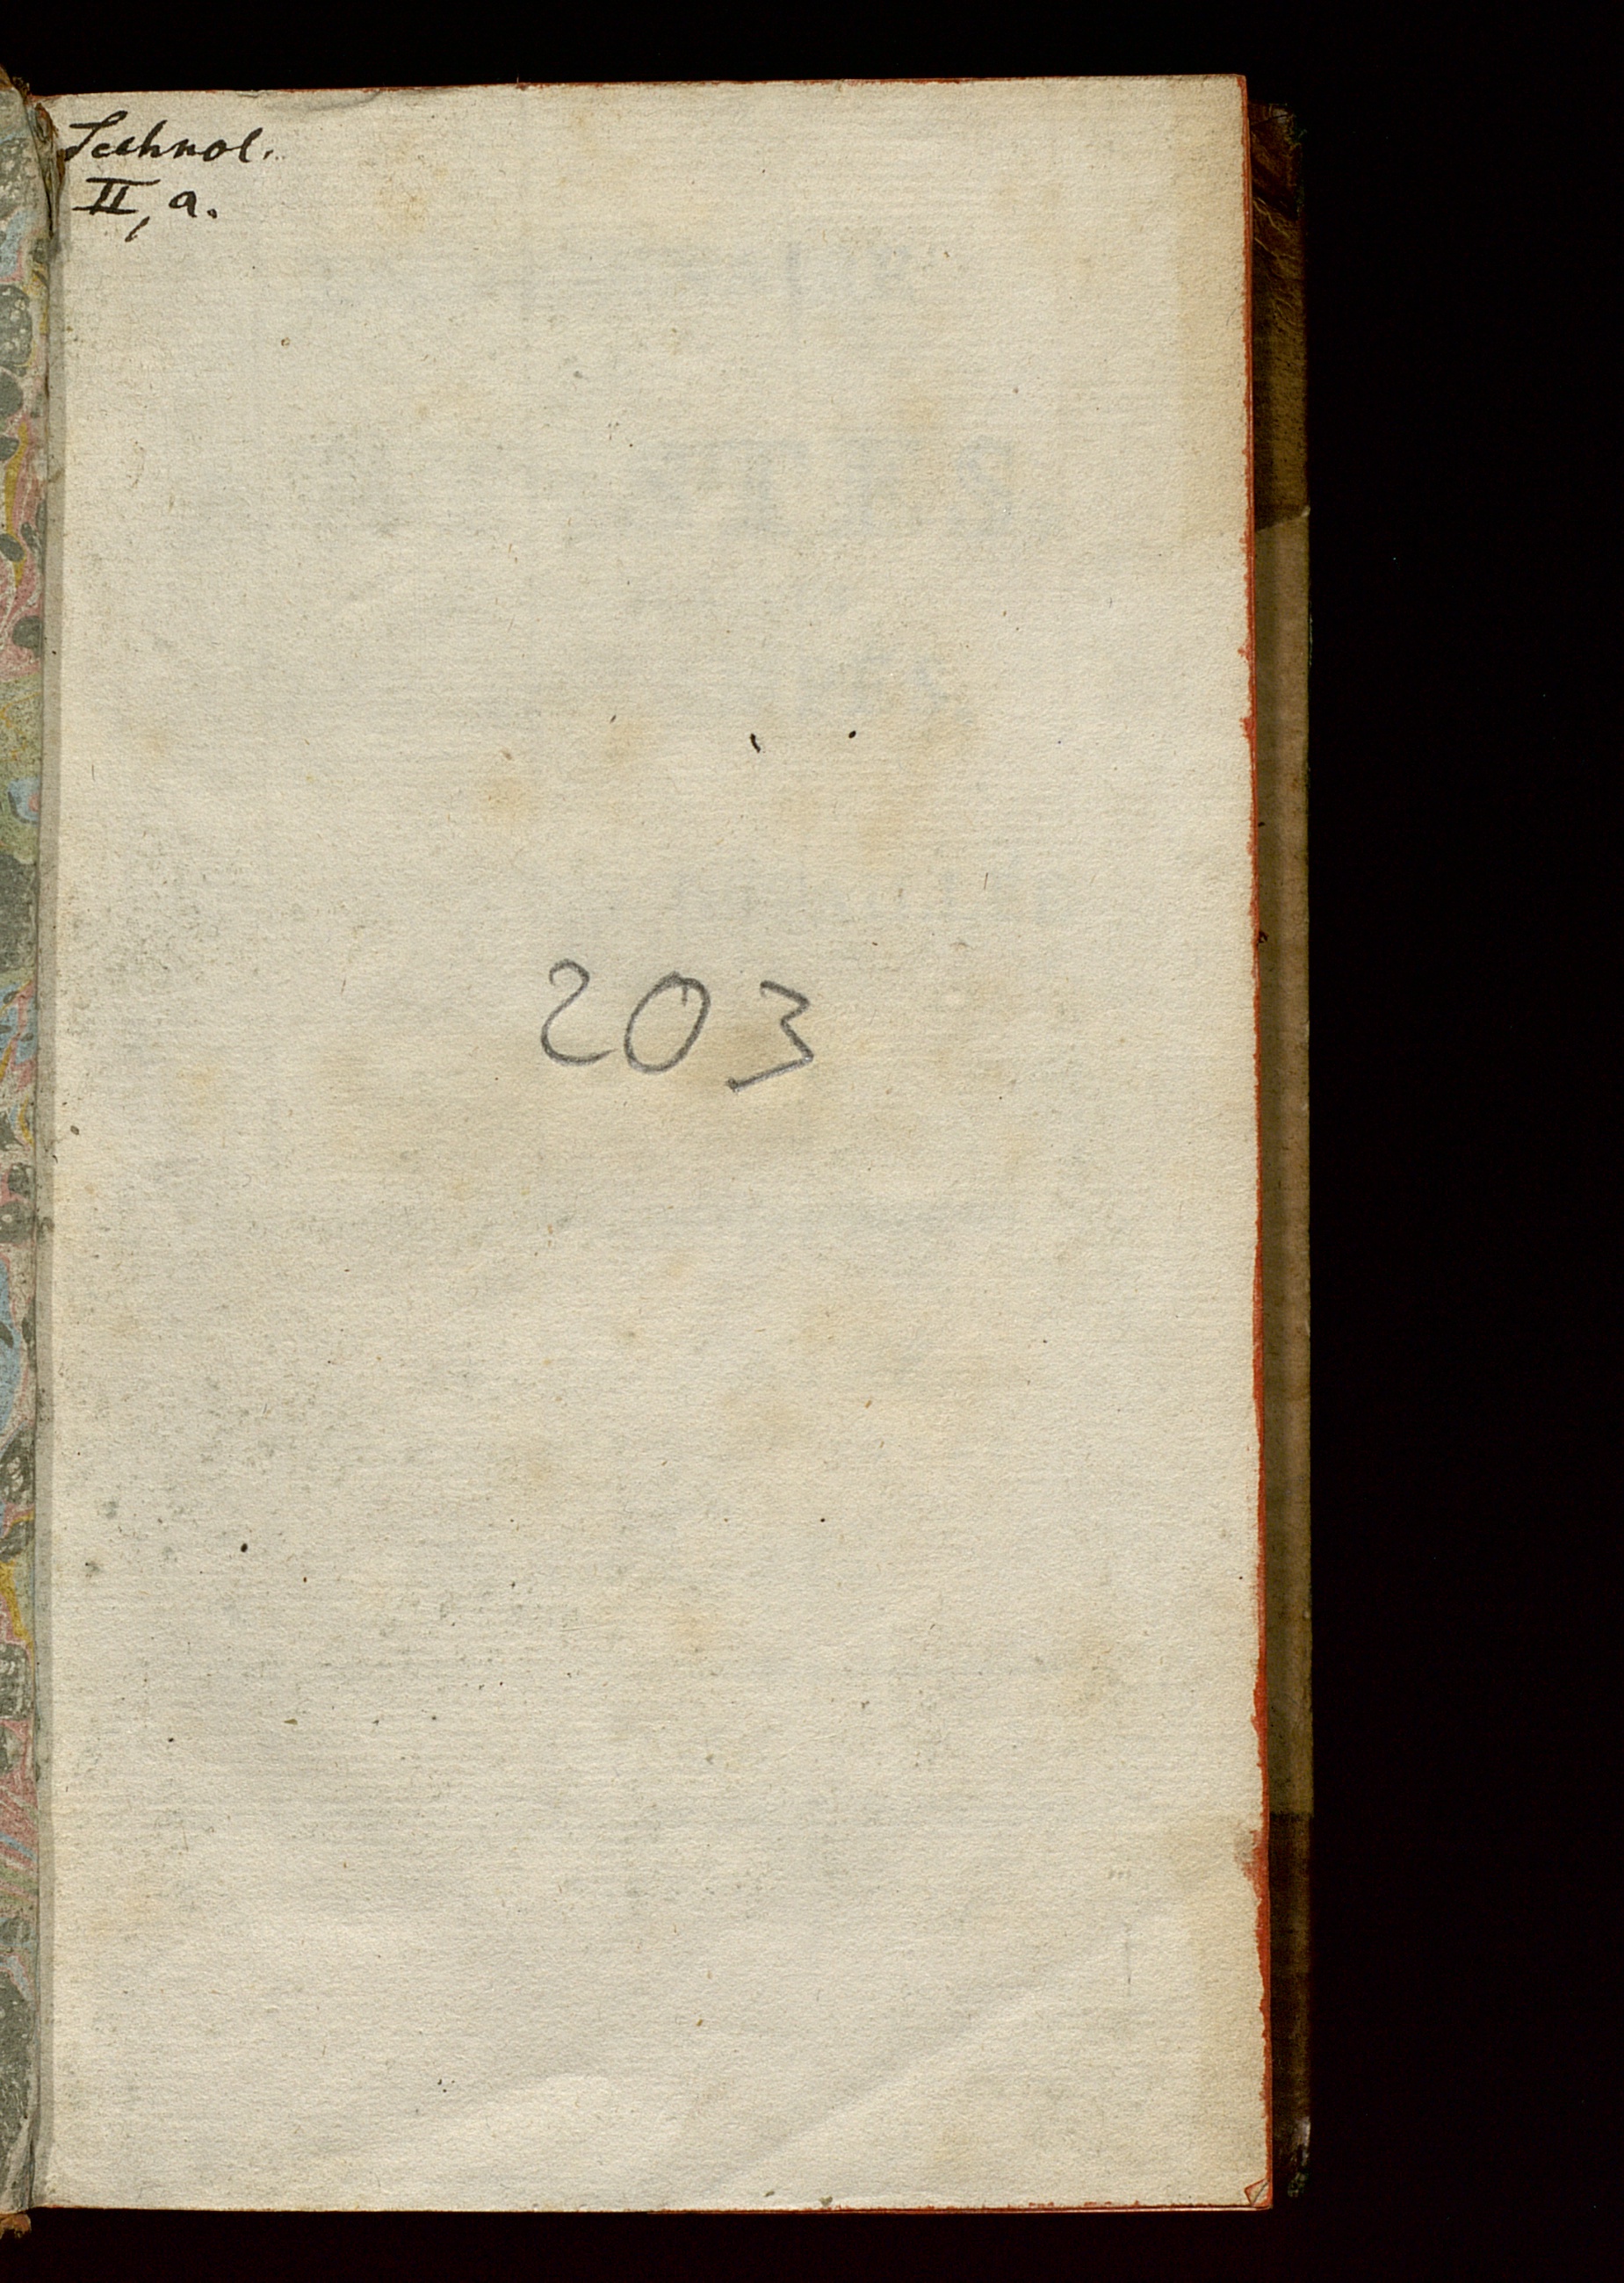 Technol.
II, a.
203